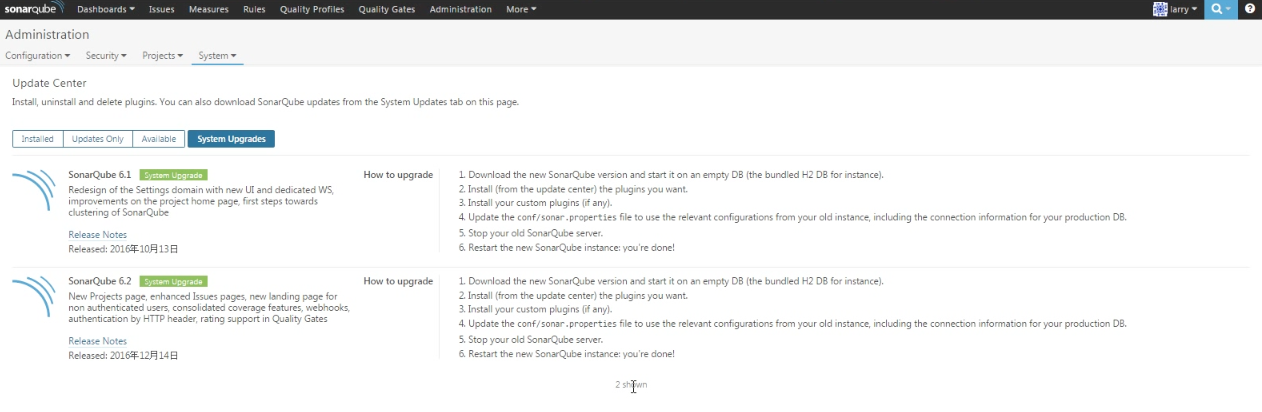 sonarqube Dashboards Issues Measures Rules Quality Profiles Quality Gates Administration More larry ?
Administration
Configuration Security Projects System
Update Center
Install, uninstall and delete plugins. You can also download SonarQube updates from the System Updates tab on this page.
Installed Updates Only Available System Upgrades
SonarQube 6.1 System Upgrade
Redesign of the Settings domain with new UI and dedicated WS,
improvements on the project home page, first steps towards
clustering of SonarQube
Release Notes
Released: 2016年10月13日
How to upgrade
1. Download the new SonarQube version and start it on an empty DB (the bundled H2 DB for instance).
2. Install (from the update center) the plugins you want.
3. Install your custom plugins (if any).
4. Update the conf/sonar.properties file to use the relevant configurations from your old instance, including the connection information for your production DB.
5. Stop your old SonarQube server.
6. Restart the new SonarQube instance: you're done!
SonarQube 6.2 System Upgrade
New Projects page, enhanced Issues pages, new landing page for
non authenticated users, consolidated coverage features, webhooks,
authentication by HTTP header, rating support in Quality Gates
Release Notes
Released: 2016年12月14日
How to upgrade
1. Download the new SonarQube version and start it on an empty DB (the bundled H2 DB for instance).
2. Install (from the update center) the plugins you want.
3. Install your custom plugins (if any).
4. Update the conf/sonar.properties file to use the relevant configurations from your old instance, including the connection information for your production DB.
5. Stop your old SonarQube server.
6. Restart the new SonarQube instance: you're done!
2 shown